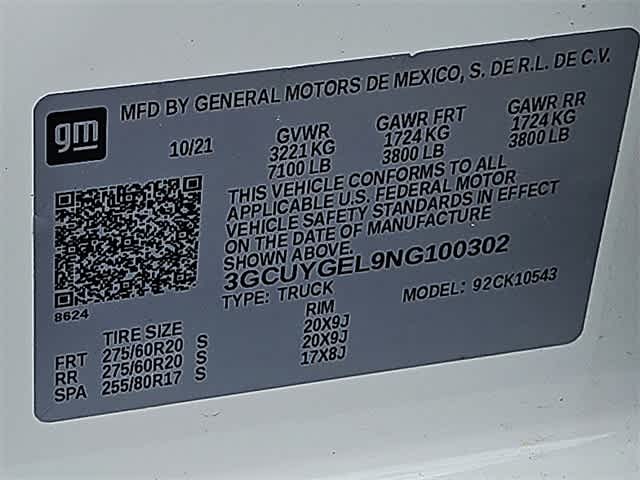 MFD BY GENERAL MOTORS DE MEXICO, S. DE R.L. DE C.V.
gm
10/21
GVWR
3221 KG
7100 LB
GAWR FRT
1724 KG
3800 LB
GAWR RR
1724 KG
3800 LB
THIS VEHICLE CONFORMS TO ALL
APPLICABLE U.S. FEDERAL MOTOR
VEHICLE SAFETY STANDARDS IN EFFECT
ON THE DATE OF MANUFACTURE
SHOWN ABOVE.
3GCUYGEL9NG100302
TYPE: TRUCK
MODEL: 92CK10543
8624
TIRE SIZE
RIM
FRT 275/60R20 S 20X9J
RR 275/60R20 S 20X9J
SPA 255/80R17 S 17X8J